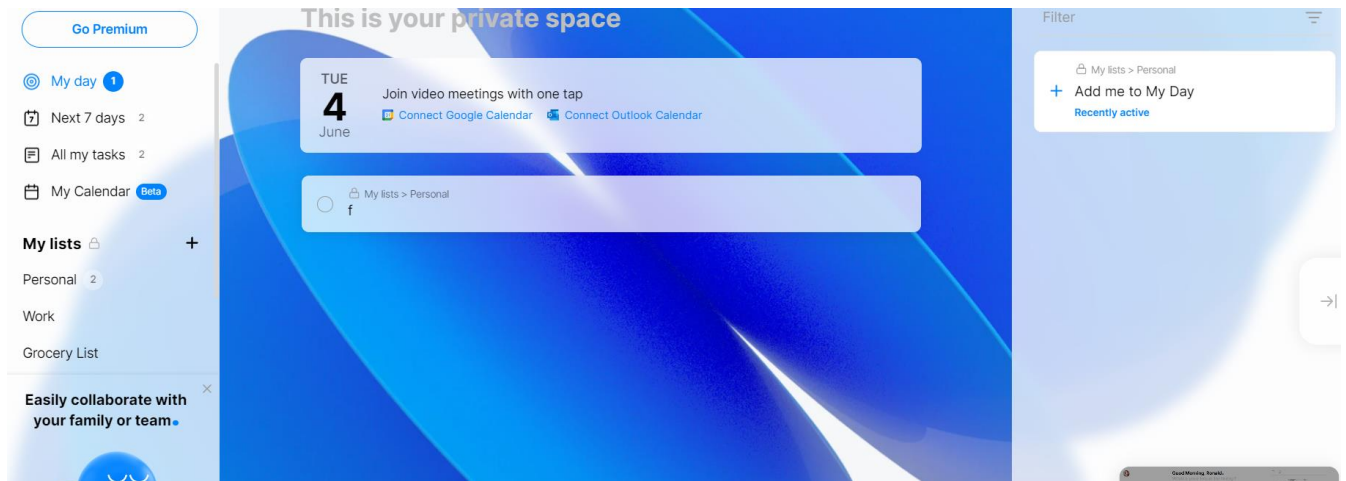 Go Premium
My day 1
Next 7 days 2
All my tasks 2
My Calendar Beta
My lists +
Personal 2
Work
Grocery List
Easily collaborate with
your family or team
This is your private space
TUE
4
June
Join video meetings with one tap
Connect Google Calendar Connect Outlook Calendar
My lists > Personal
f
Filter
My lists > Personal
+ Add me to My Day
Recently active
Good Morning, Ronald.